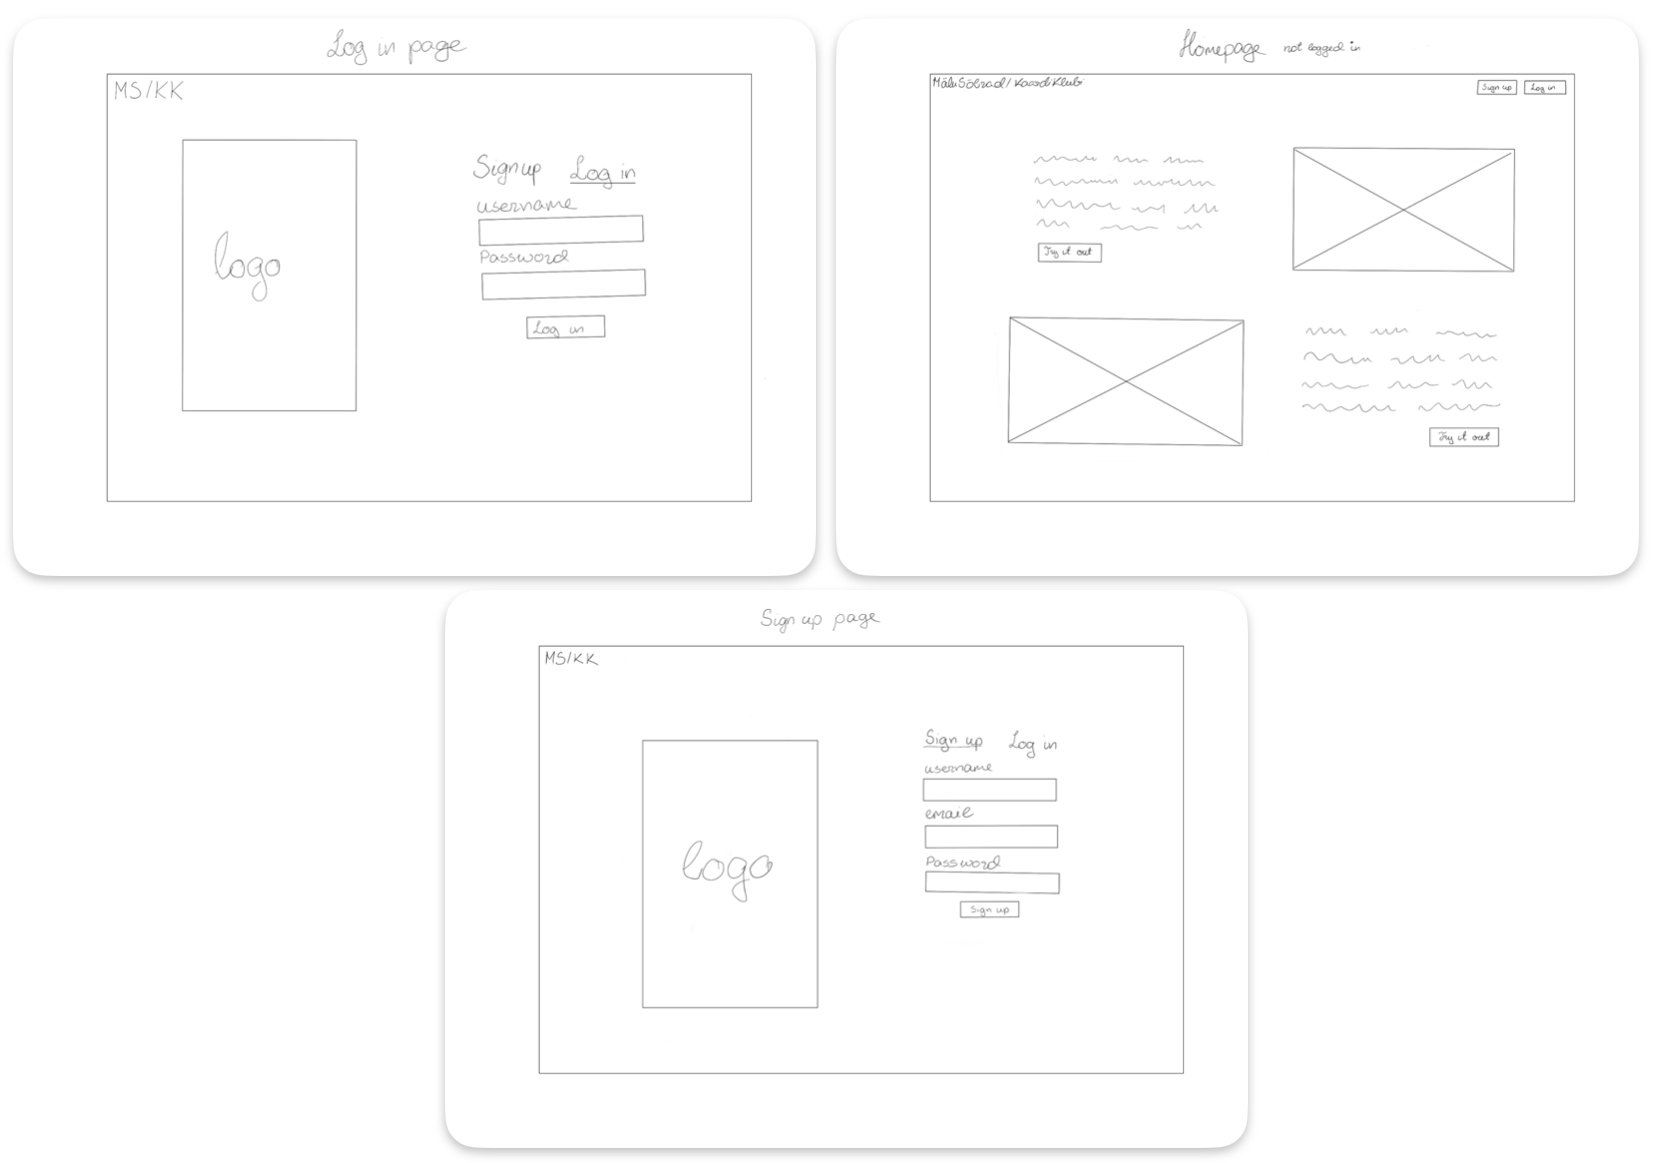 Log in page
MS/KK
logo
Signup Log in
username
Password
Log in
Homepage not logged in
MäluSõbrad/KaardiKlubi
Sign up Log in
Try it out
Try it out
Sign up page
MS/KK
logo
Sign up Log in
username
email
Password
Sign up